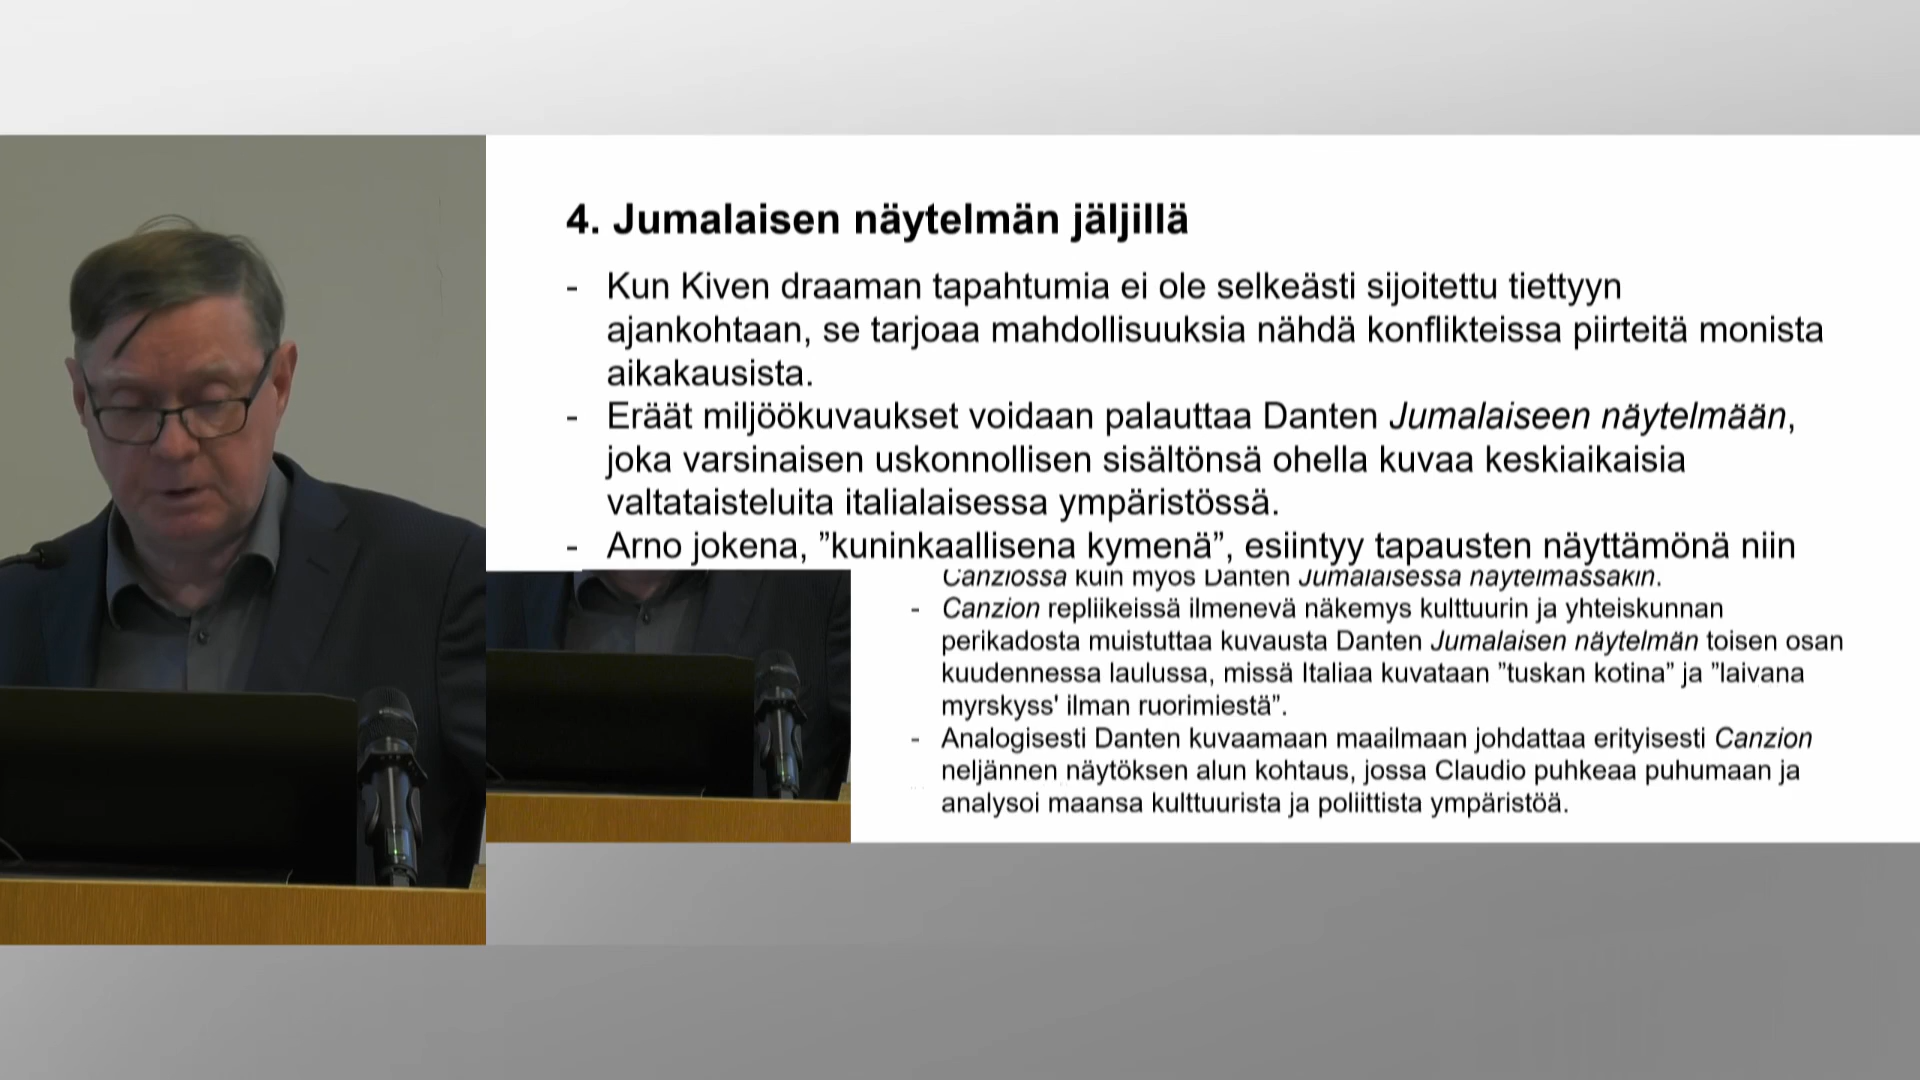 4. Jumalaisen näytelmän jäljillä
- Kun Kiven draaman tapahtumia ei ole selkeästi sijoitettu tiettyyn
ajankohtaan, se tarjoaa mahdollisuuksia nähdä konflikteissa piirteitä monista
aikakausista.
- Eräät miljöökuvaukset voidaan palauttaa Danten Jumalaiseen näytelmään,
joka varsinaisen uskonnollisen sisältönsä ohella kuvaa keskiaikaisia
valtataisteluita italialaisessa ympäristössä.
- Arno jokena, ”kuninkaallisena kymenä”, esiintyy tapausten näyttämönä niin
Canziossa kuin myös Danten Jumalaisessa näytelmässäkin.
- Canzion repliikeissä ilmenevä näkemys kulttuurin ja yhteiskunnan
perikadosta muistuttaa kuvausta Danten Jumalaisen näytelmän toisen osan
kuudennessa laulussa, missä Italiaa kuvataan ”tuskan kotina” ja ”laivana
myrskyss' ilman ruorimiestä”.
- Analogisesti Danten kuvaamaan maailmaan johdattaa erityisesti Canzion
neljännen näytöksen alun kohtaus, jossa Claudio puhkeaa puhumaan ja
analysoi maansa kulttuurista ja poliittista ympäristöä.